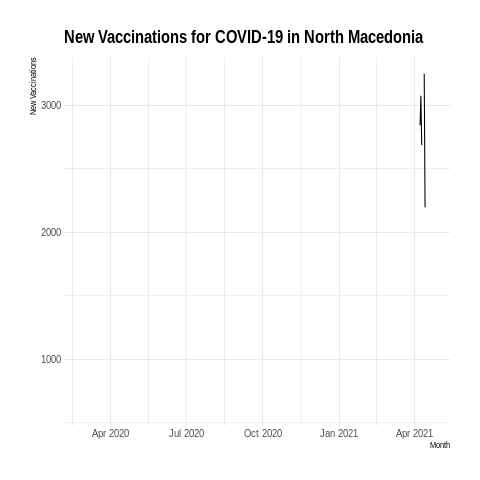 New Vaccinations for COVID-19 in North Macedonia
New Vaccinations
3000
2000
1000
Apr 2020 Jul 2020 Oct 2020 Jan 2021 Apr 2021
Month